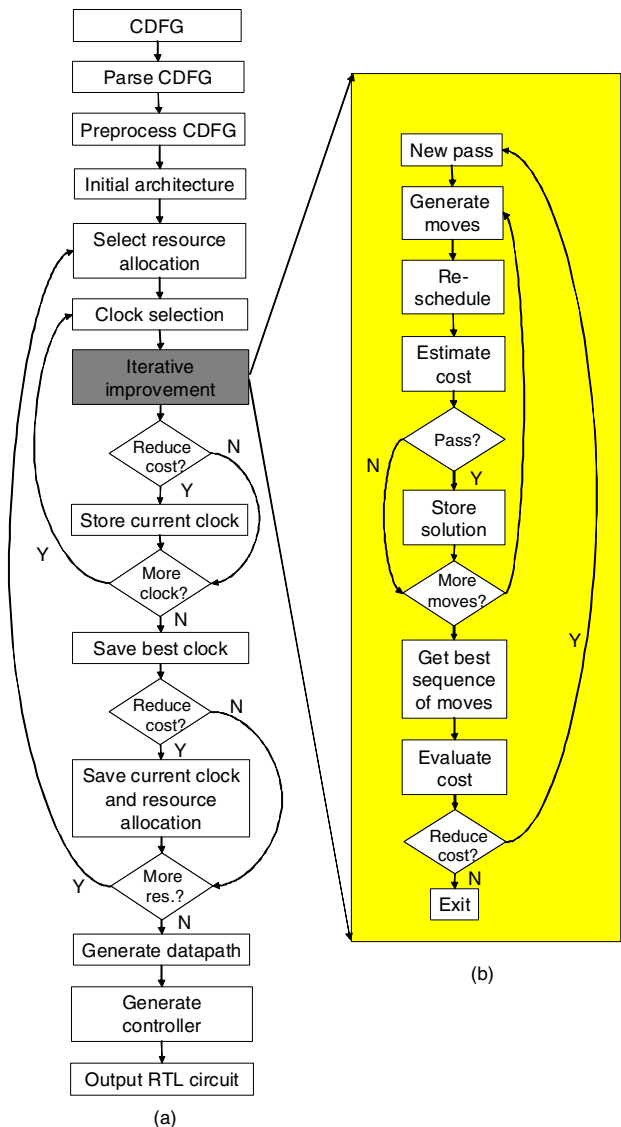 CDFG
Parse CDFG
Preprocess CDFG
Initial architecture
Select resource
allocation
Clock selection
Iterative
improvement
Reduce
cost?
N
Y
Store current clock
Y
More
clock?
N
Save best clock
Reduce
cost?
N
Y
Save current clock
and resource
allocation
Y
More
res.?
N
Generate datapath
Generate
controller
Output RTL circuit
(a)
New pass
Generate
moves
Re-
schedule
Estimate
cost
Pass?
N
Y
Store
solution
More
moves?
Y
Get best
sequence
of moves
Evaluate
cost
Reduce
cost?
N
Exit
(b)